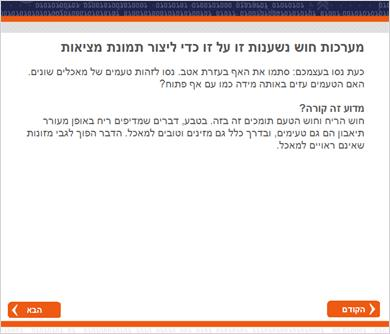 מערכות חוש נשענות זו על זו כדי ליצור תמונת מציאות
כעת נסו בעצמכם: סתמו את האף בעזרת אטב. נסו לזהות טעמים של מאכלים שונים.
האם הטעמים עזים באותה מידה כמו עם אף פתוח?
מדוע זה קורה?
חוש הריח וחוש הטעם תומכים זה בזה. בטבע, דברים שמדיפים ריח באופן מעורר
תיאבון הם גם טעימים, ובדרך כלל גם מזינים וטובים למאכל. הדבר הפוך לגבי מזונות
שאינם ראויים למאכל.
הקודם
הבא